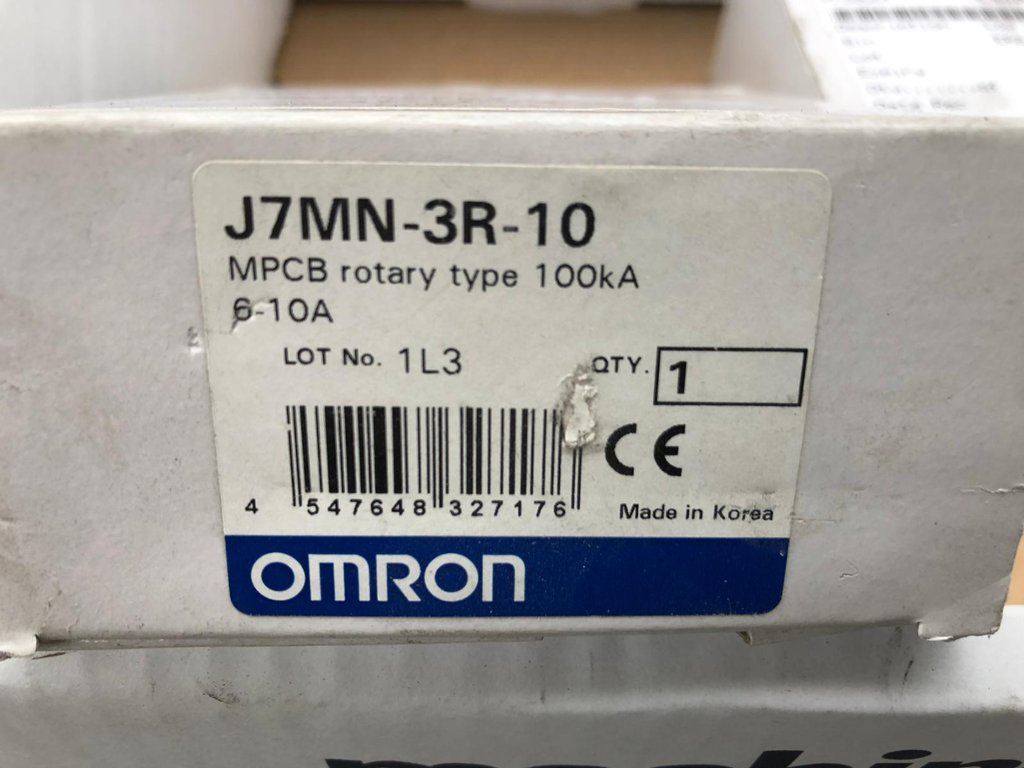 J7MN-3R-10
MPCB rotary type 100kA
6-10A
LOT No. 1L3
QTY. 1
CE
4 547648 327176
Made in Korea
OMRON